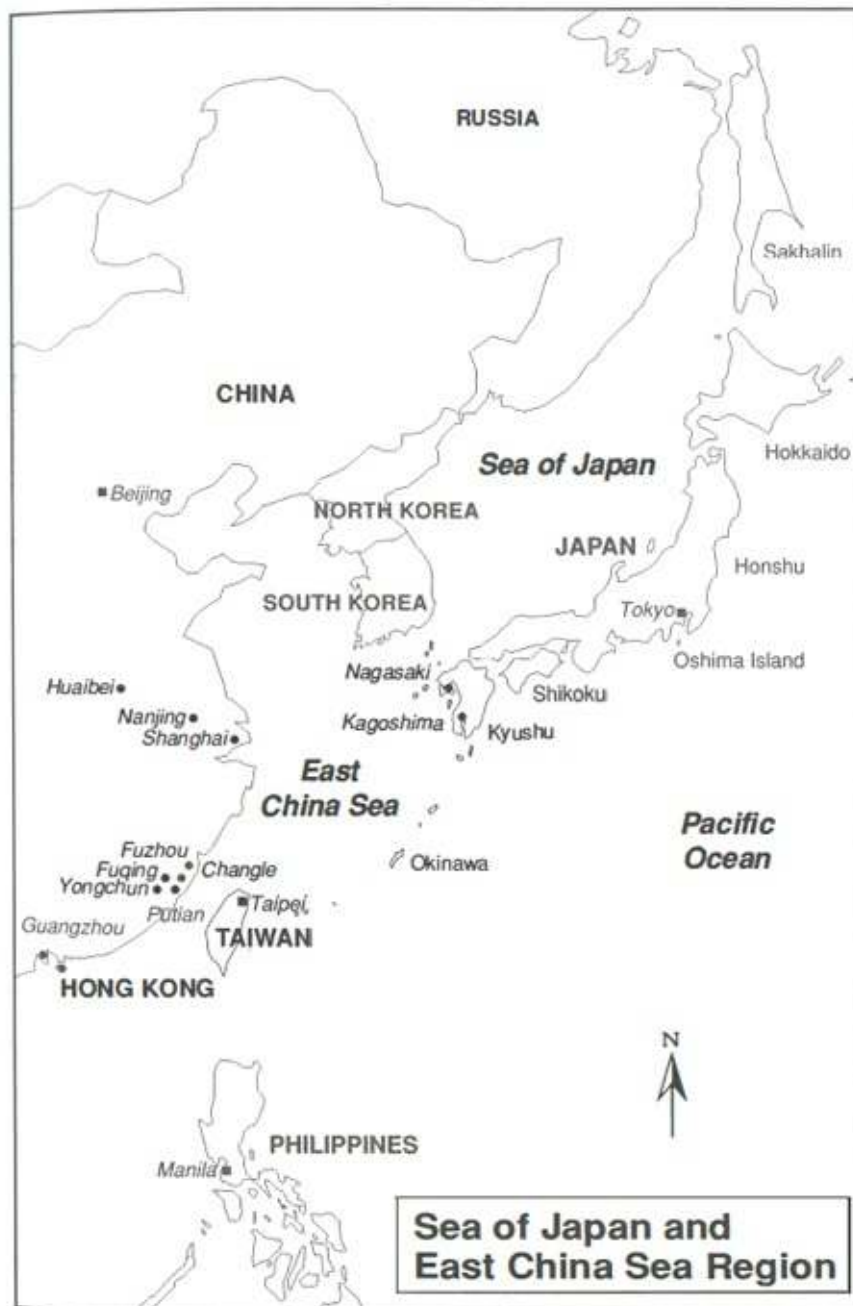 RUSSIA
Sakhalin
CHINA
Hokkaido
Sea of Japan
Beijing
NORTH KOREA
JAPAN
Honshu
SOUTH KOREA
Tokyo
Oshima Island
Nagasaki
Shikoku
Huaibei
Kagoshima
Kyushu
Nanjing
Shanghai
East
China Sea
Pacific
Ocean
Fuzhou
Okinawa
Fuqing
Changle
Yongchun
Putian
Taipei
Guangzhou
TAIWAN
HONG KONG
N
PHILIPPINES
Manila
Sea of Japan and
East China Sea Region